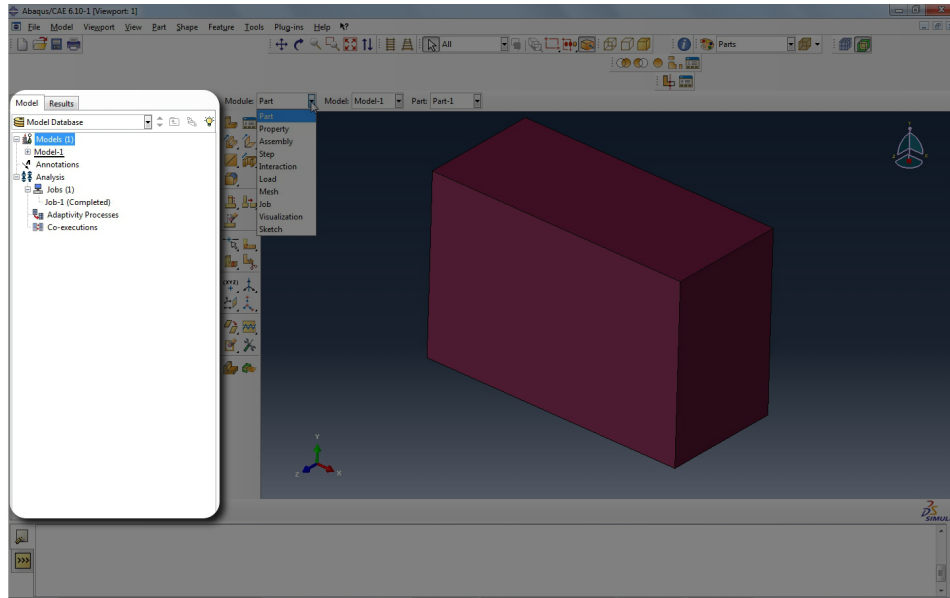 Abaqus/CAE 6.10-1 [Viewport: 1]
File Model Viewport View Part Shape Feature Tools Plug-ins Help
All Parts
Model Results
Module: Part Model: Model-1 Part: Part-1
Model Database
Models (1)
Model-1
Annotations
Analysis
Jobs (1)
Job-1 (Completed)
Adaptivity Processes
Co-executions
Part
Property
Assembly
Step
Interaction
Load
Mesh
Job
Visualization
Sketch
(XYZ)
Y
Z X
Y
Z X
SIMUL
>>>